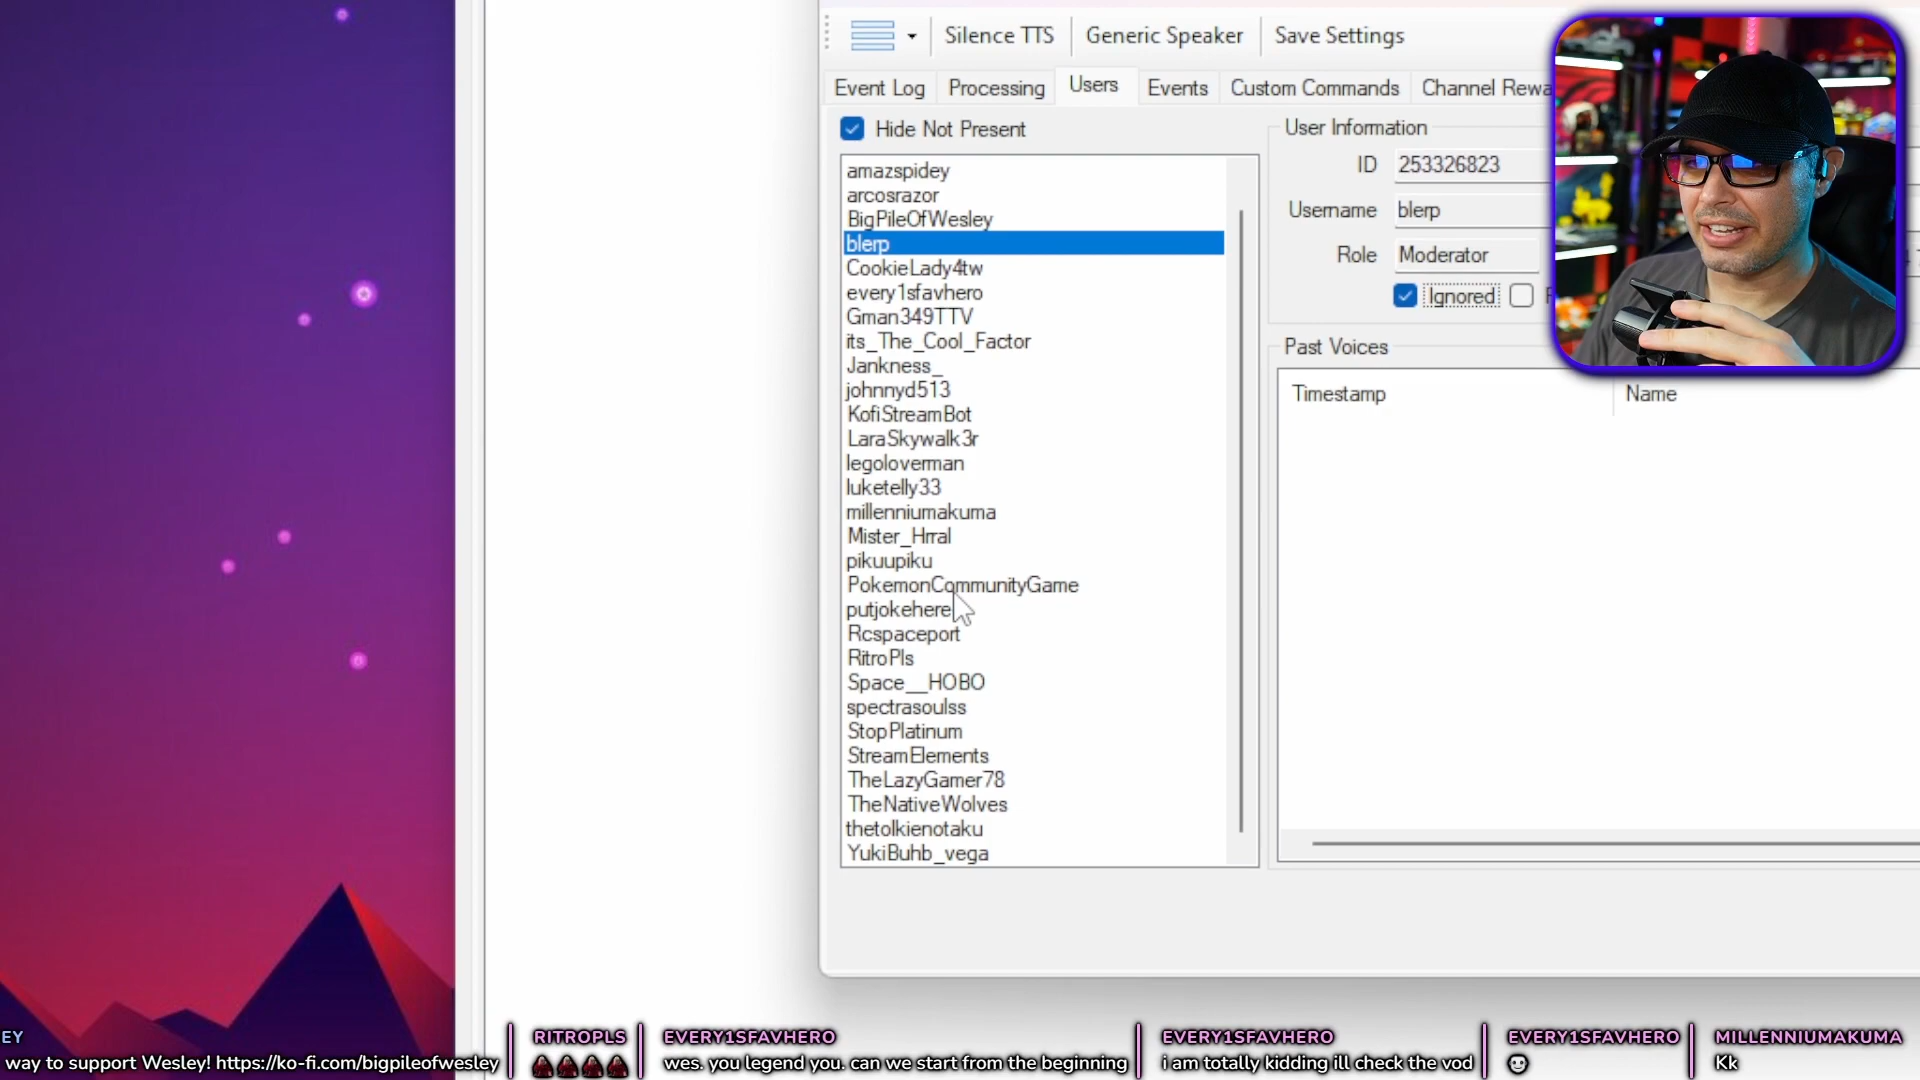 Silence TTS
Generic Speaker
Save Settings
Event Log
Processing
Users
Events
Custom Commands
Channel Rewa
Hide Not Present
amazspidey
arcosrazor
BigPileOfWesley
blerp
CookieLady4tw
every1sfavhero
Gman349TTV
its_The_Cool_Factor
Jankness_
johnnyd513
KofiStreamBot
LaraSkywalk3r
legoloverman
luketelly33
millenniumakuma
Mister_Hrral
pikuupiku
PokemonCommunityGame
putjokehere
Rcspaceport
RitroPls
Space__HOBO
spectrasoulss
StopPlatinum
StreamElements
TheLazyGamer78
TheNativeWolves
thetolkienotaku
YukiBuhb_vega
User Information
ID 253326823
Username blerp
Role Moderator
Ignored
Past Voices
Timestamp
Name
EY
way to support Wesley! https://ko-fi.com/bigpileofwesley
RITROPLS
EVERY1SFAVHERO
wes. you legend you. can we start from the beginning
EVERY1SFAVHERO
i am totally kidding ill check the vod
EVERY1SFAVHERO
MILLENNIUMAKUMA
Kk